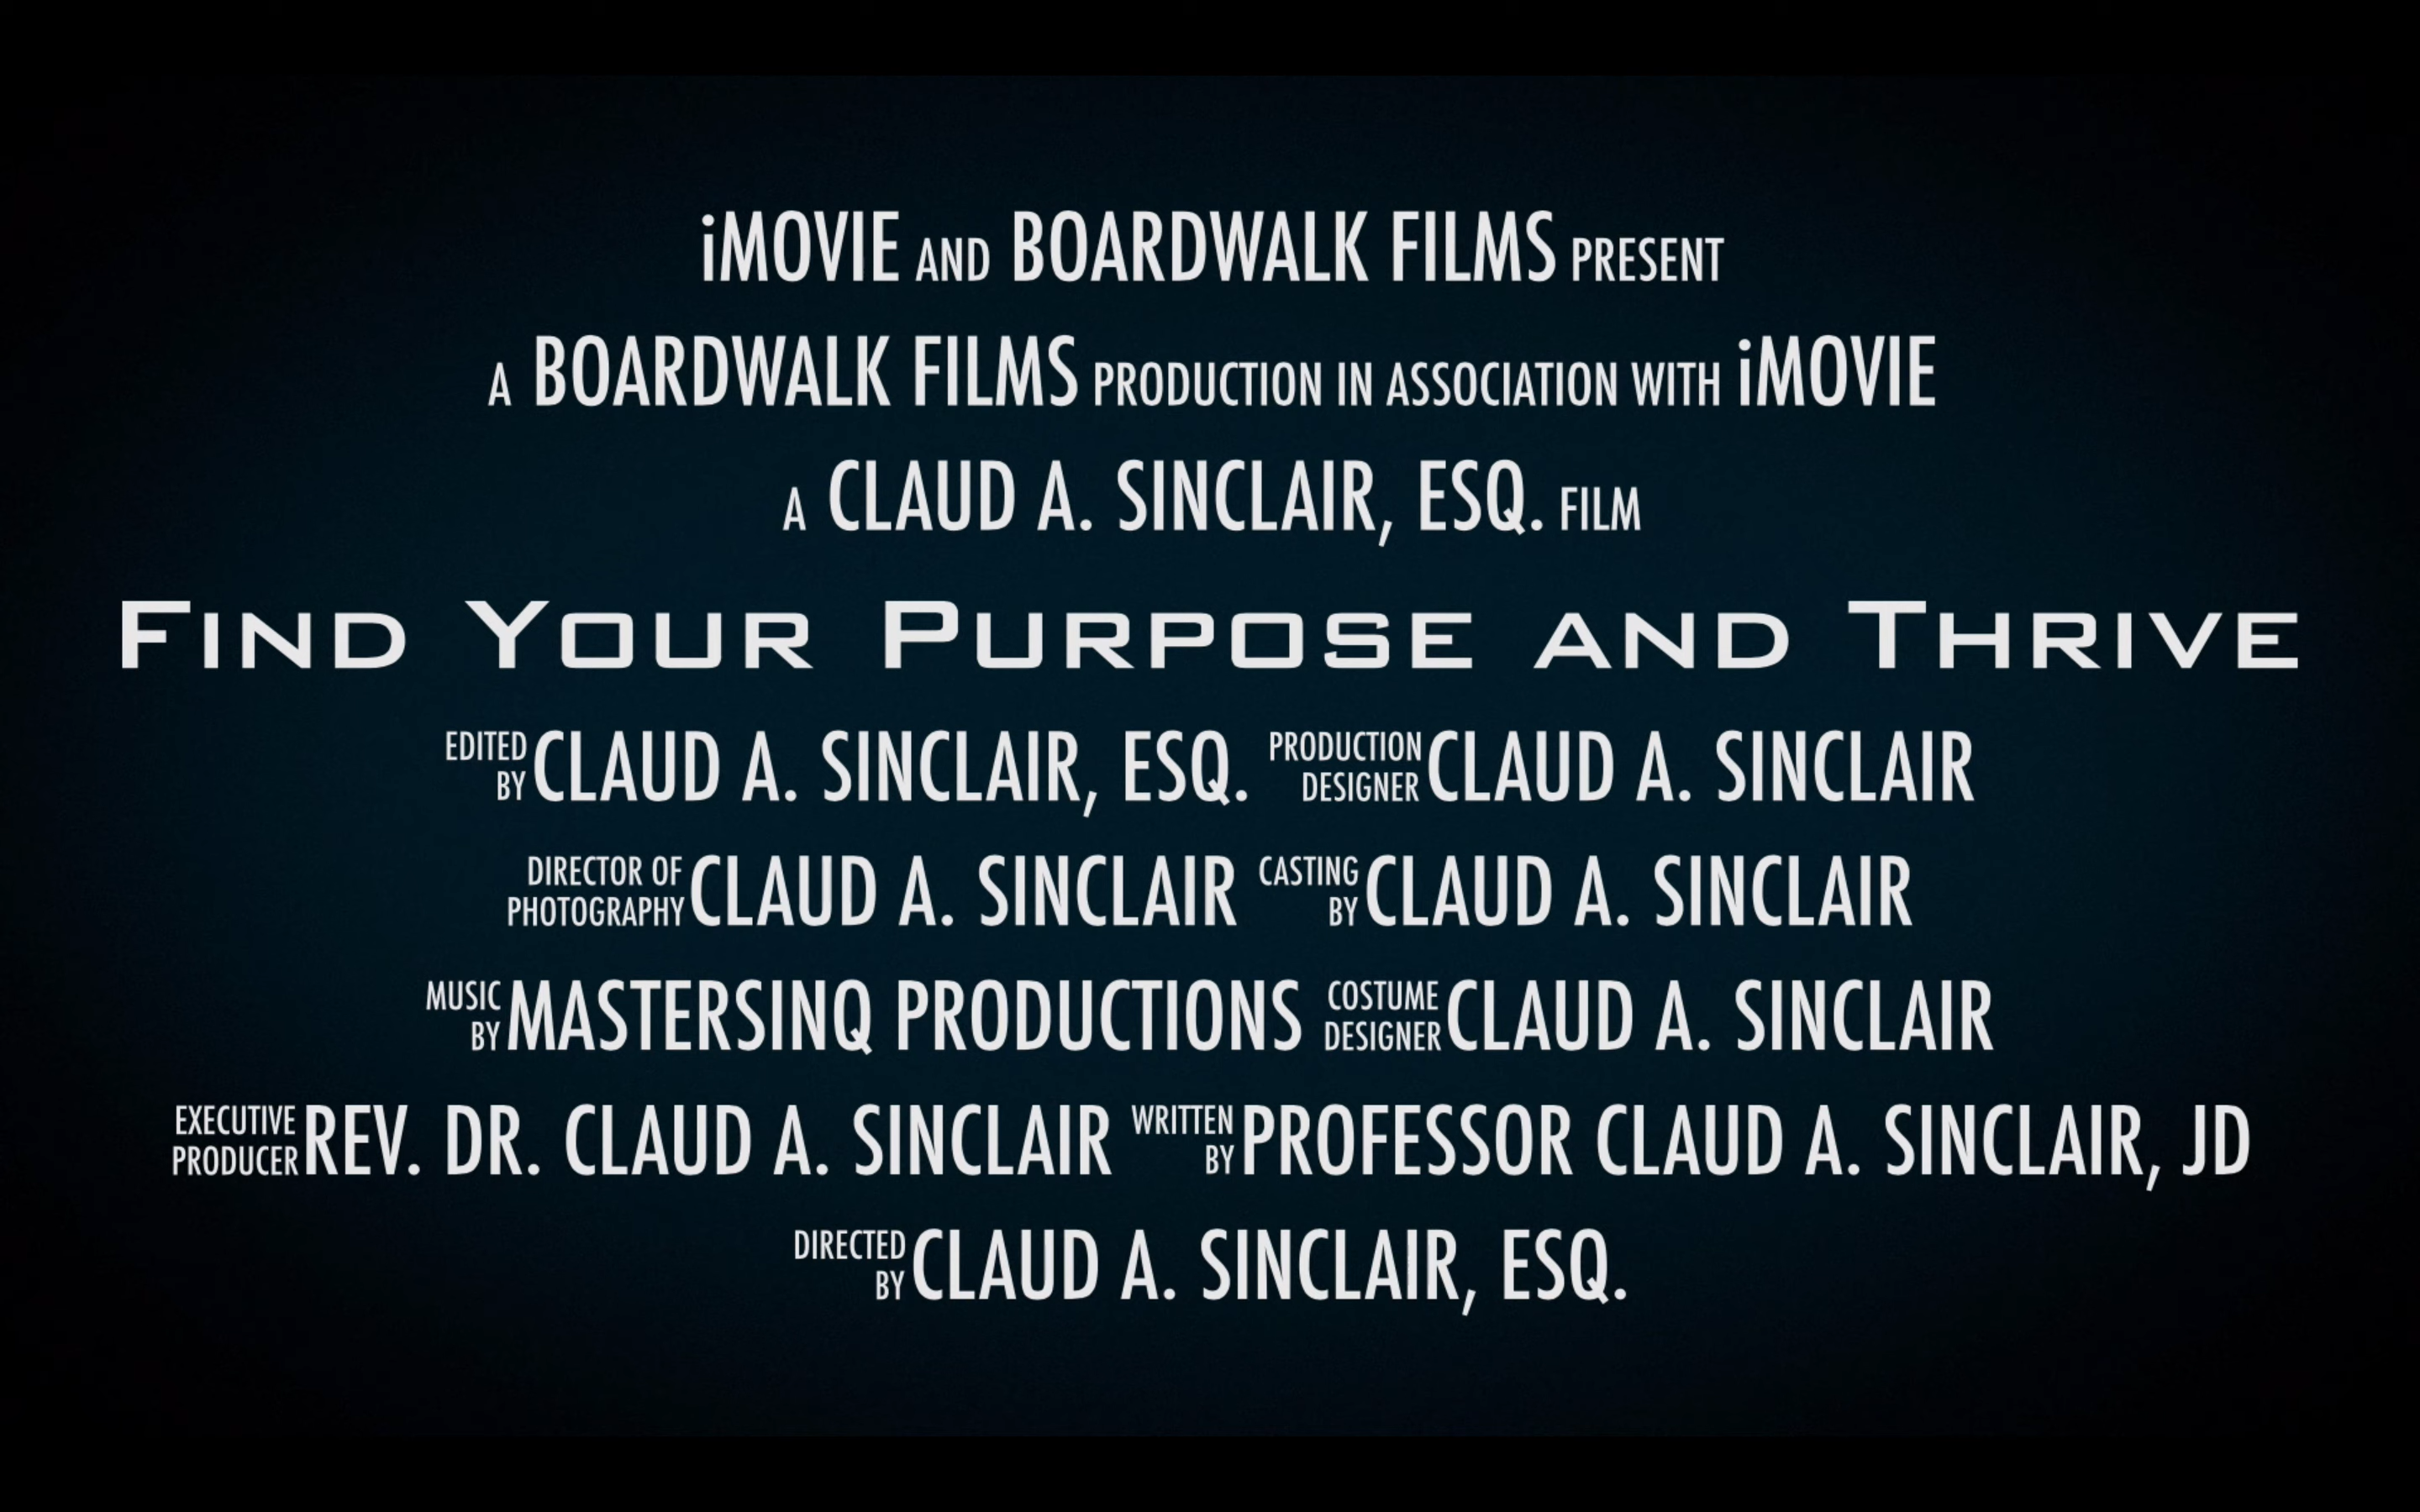 iMOVIE AND BOARDWALK FILMS PRESENT
A BOARDWALK FILMS PRODUCTION IN ASSOCIATION WITH iMOVIE
A CLAUD A. SINCLAIR, ESQ. FILM
FIND YOUR PURPOSE AND THRIVE
EDITED BY CLAUD A. SINCLAIR, ESQ. PRODUCTION DESIGNER CLAUD A. SINCLAIR
DIRECTOR OF PHOTOGRAPHY CLAUD A. SINCLAIR CASTING BY CLAUD A. SINCLAIR
MUSIC BY MASTERSINQ PRODUCTIONS COSTUME DESIGNER CLAUD A. SINCLAIR
EXECUTIVE PRODUCER REV. DR. CLAUD A. SINCLAIR WRITTEN BY PROFESSOR CLAUD A. SINCLAIR, JD
DIRECTED BY CLAUD A. SINCLAIR, ESQ.